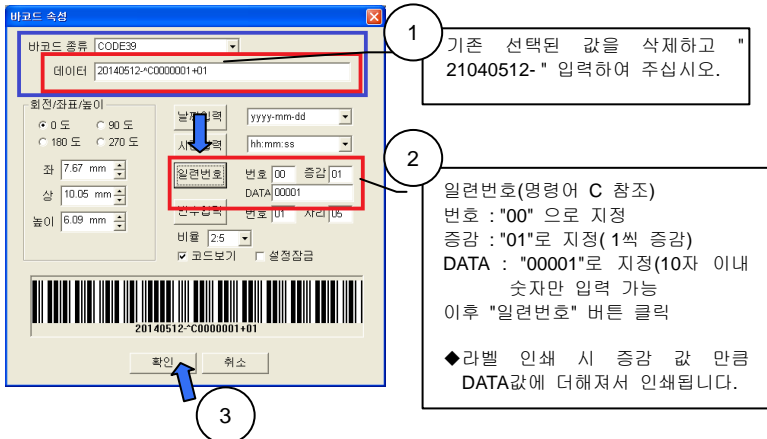 바코드 속성
바코드 종류 CODE39
데이터 20140512-^C0000001+01
회전/좌표/높이
0 도 90 도
180 도 270 도
좌 7.67 mm
상 10.05 mm
높이 6.09 mm
yyyy-mm-dd
hh:mm:ss
일련번호 번호 00 증감 01
DATA 00001
변수입력 번호 01 자리 05
비율 2:5
코드보기 설정잠금
20140512-^C0000001+01
확인 취소
1
기존 선택된 값을 삭제하고 "
21040512- " 입력하여 주십시오.
2
일련번호(명령어 C 참조)
번호 : "00" 으로 지정
증감 : "01"로 지정( 1씩 증감)
DATA : "00001"로 지정(10자 이내
숫자만 입력 가능
이후 "일련번호" 버튼 클릭
◆라벨 인쇄 시 증감 값 만큼
DATA값에 더해져서 인쇄됩니다.
3